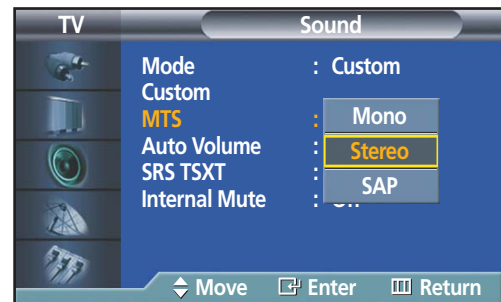 TV
Sound
Mode : Custom
Custom
MTS : Mono
Auto Volume : Stereo
SRS TSXT : SAP
Internal Mute :
Move Enter Return